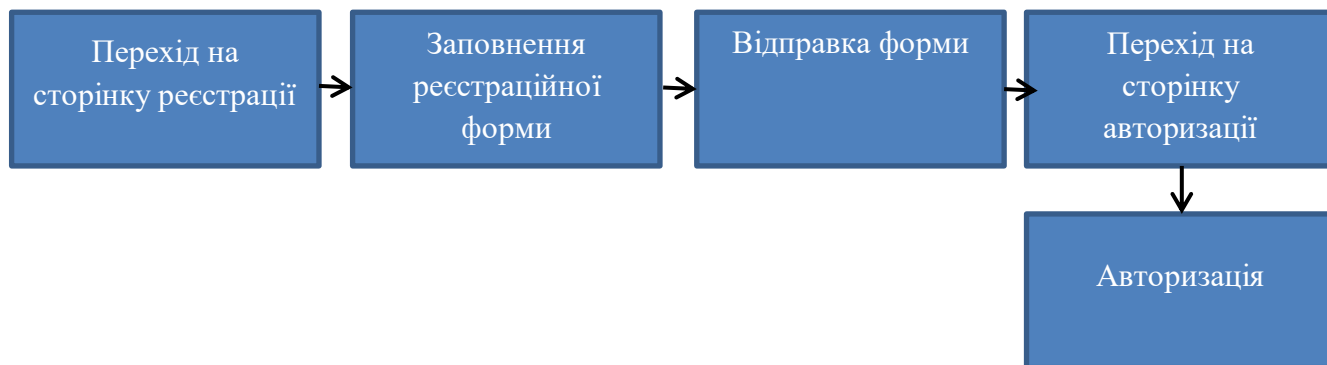 Перехід на
сторінку реєстрації
Заповнення
реєстраційної
форми
Відправка форми
Перехід на
сторінку
авторизації
Авторизація